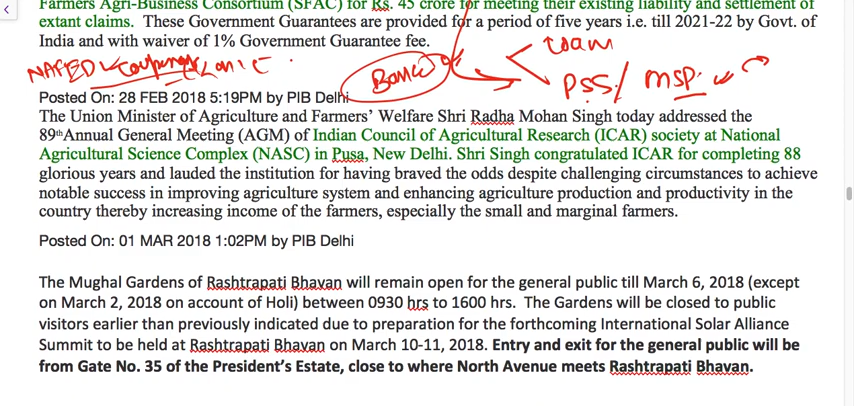 Farmers Agri-Business Consortium (SFAC) for Rs. 45 crore for meeting their existing liability and settlement of
extant claims. These Government Guarantees are provided for a period of five years i.e. till 2021-22 by Govt. of
India and with waiver of 1% Government Guarantee fee.
loan
NAFED
Bank
PSS/ MSP
Posted On: 28 FEB 2018 5:19PM by PIB Delhi
The Union Minister of Agriculture and Farmers’ Welfare Shri Radha Mohan Singh today addressed the
89th Annual General Meeting (AGM) of Indian Council of Agricultural Research (ICAR) society at National
Agricultural Science Complex (NASC) in Pusa, New Delhi. Shri Singh congratulated ICAR for completing 88
glorious years and lauded the institution for having braved the odds despite challenging circumstances to achieve
notable success in improving agriculture system and enhancing agriculture production and productivity in the
country thereby increasing income of the farmers, especially the small and marginal farmers.
Posted On: 01 MAR 2018 1:02PM by PIB Delhi
The Mughal Gardens of Rashtrapati Bhavan will remain open for the general public till March 6, 2018 (except
on March 2, 2018 on account of Holi) between 0930 hrs to 1600 hrs. The Gardens will be closed to public
visitors earlier than previously indicated due to preparation for the forthcoming International Solar Alliance
Summit to be held at Rashtrapati Bhavan on March 10-11, 2018. Entry and exit for the general public will be
from Gate No. 35 of the President’s Estate, close to where North Avenue meets Rashtrapati Bhavan.